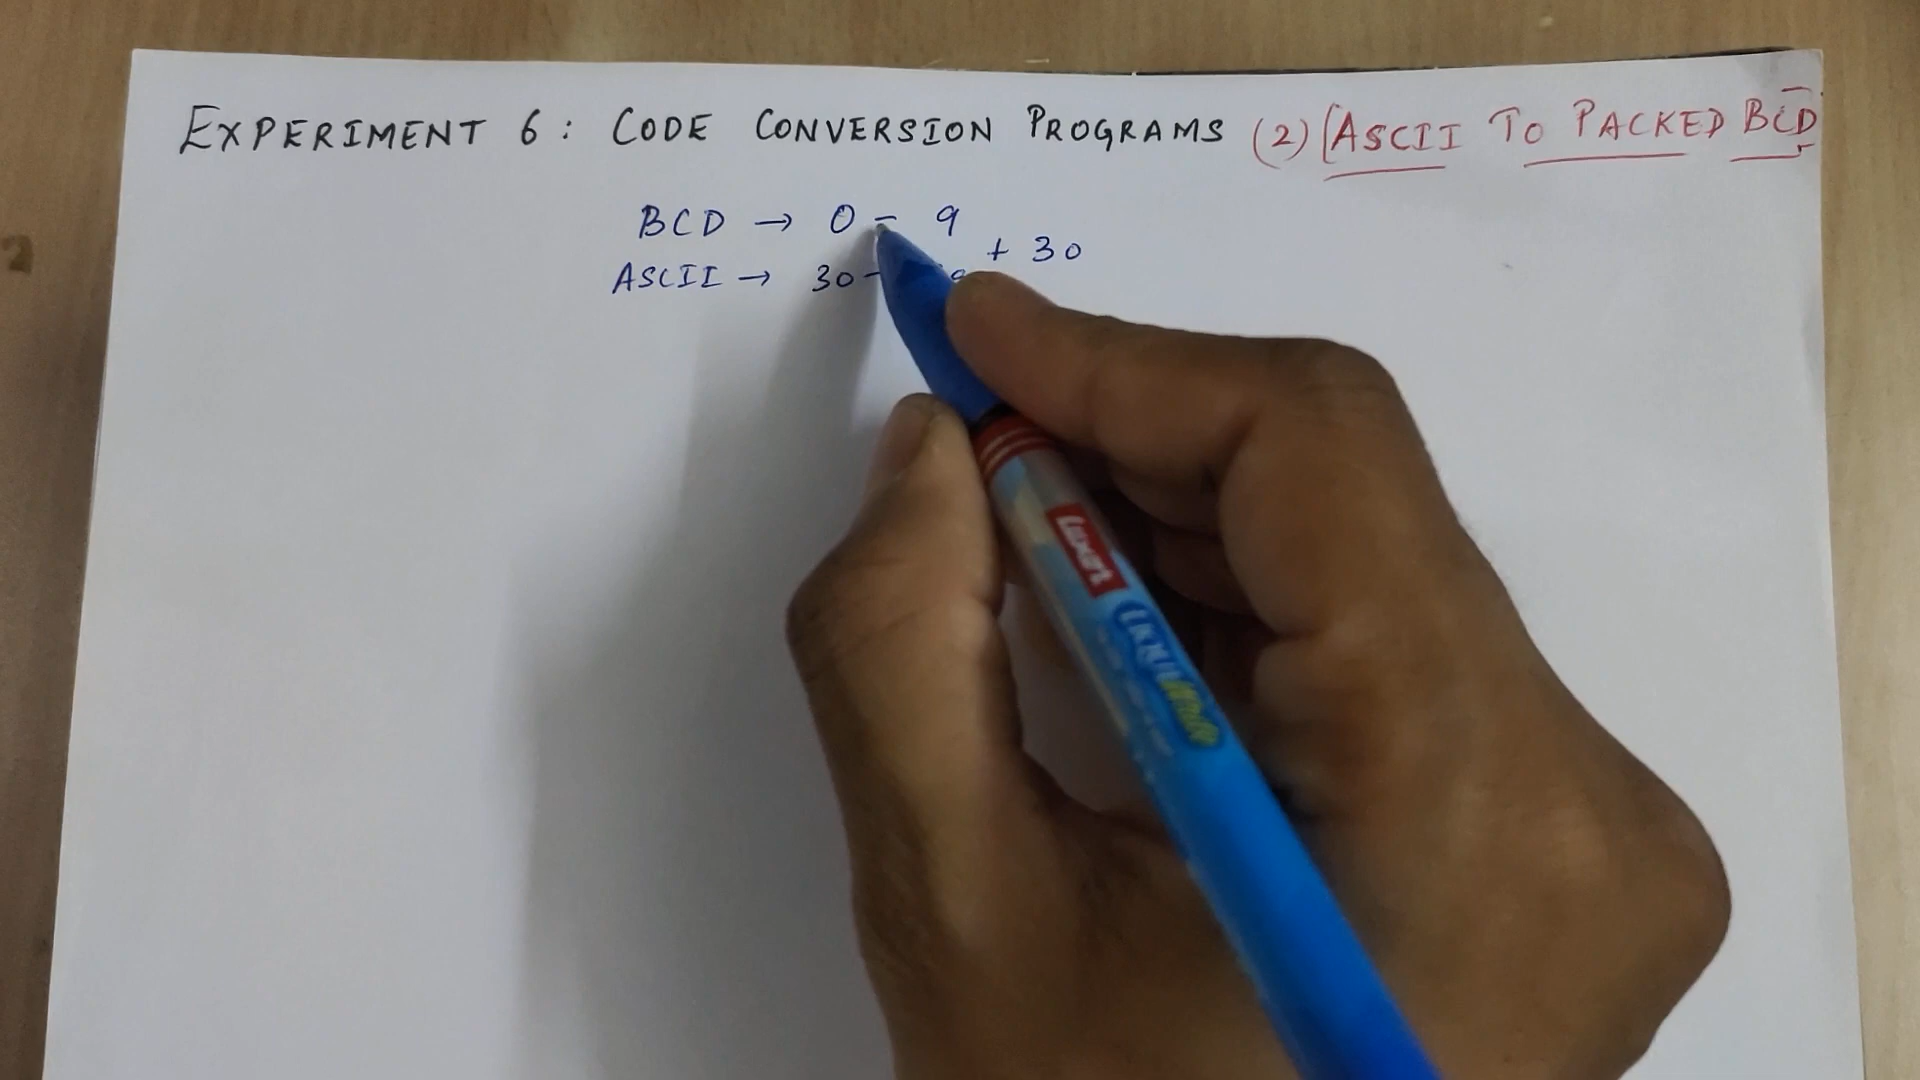 EXPERIMENT 6 : CODE CONVERSION PROGRAMS (2) ASCII TO PACKED BCD
BCD → 0 - 9
+ 30
ASCII → 30 -
Luxor